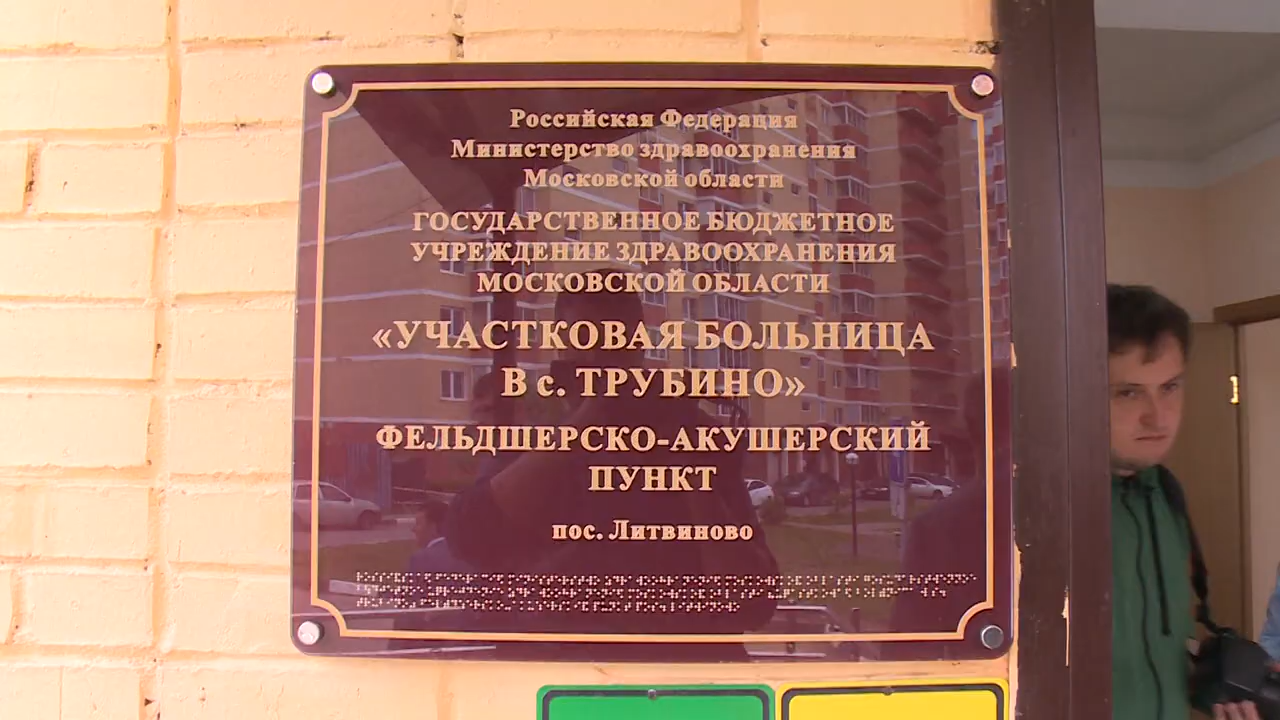 Российская Федерация
Министерство здравоохранения
Московской области
ГОСУДАРСТВЕННОЕ БЮДЖЕТНОЕ
УЧРЕЖДЕНИЕ ЗДРАВООХРАНЕНИЯ
МОСКОВСКОЙ ОБЛАСТИ
«УЧАСТКОВАЯ БОЛЬНИЦА
В с. ТРУБИНО»
ФЕЛЬДШЕРСКО-АКУШЕРСКИЙ
ПУНКТ
пос. Литвиново